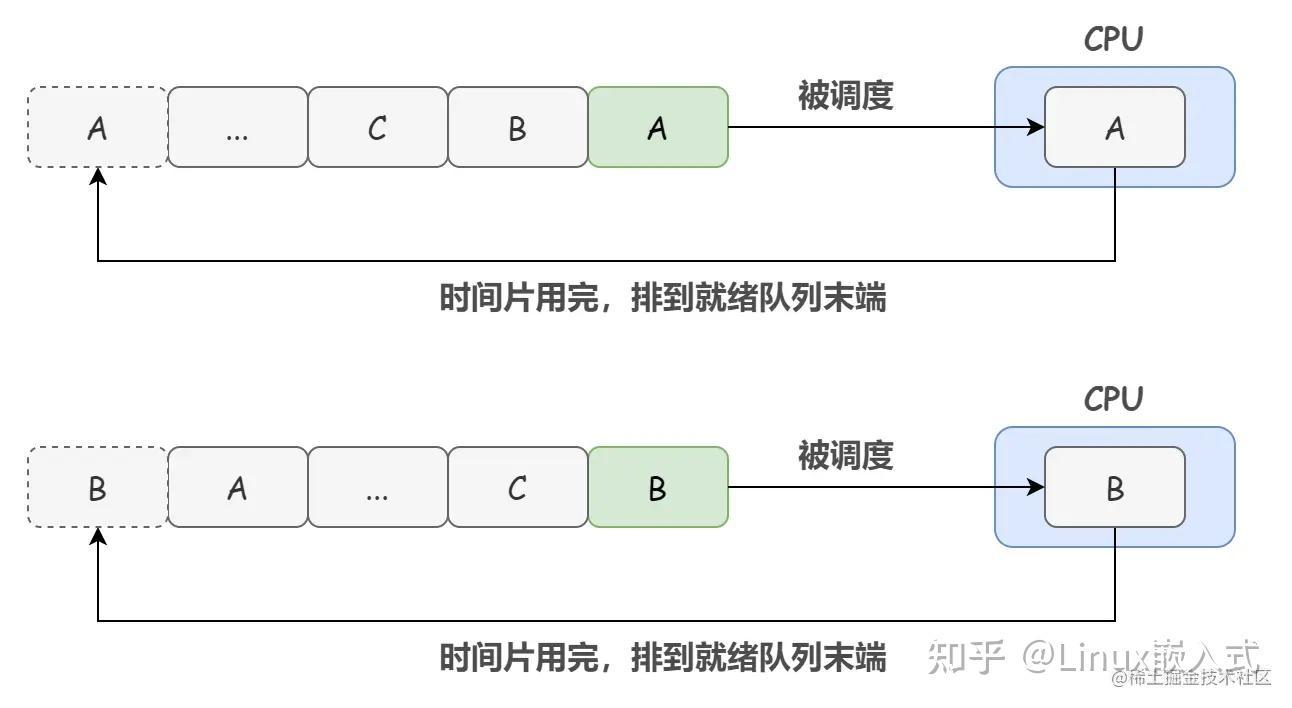 CPU
被调度
A ... C B A A
时间片用完，排到就绪队列末端
CPU
被调度
B A ... C B B
时间片用完，排到就绪队列末端
知乎 @Linux嵌入式
@稀土掘金技术社区